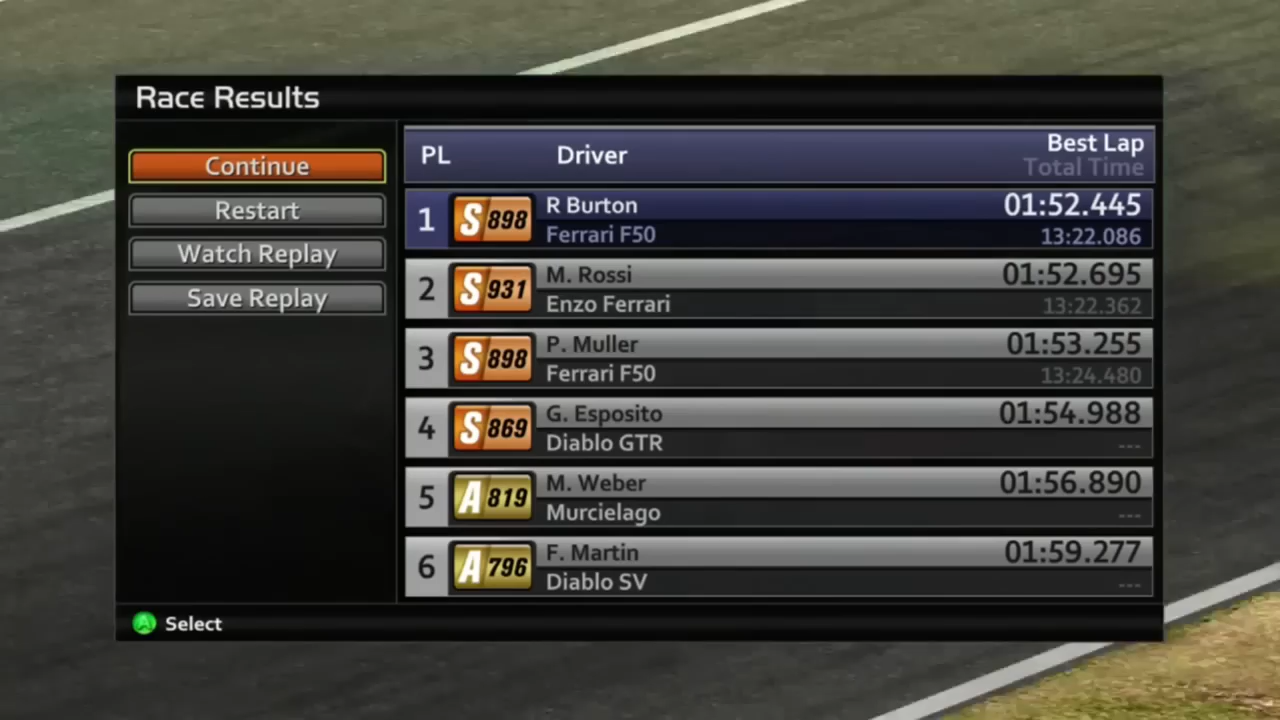 Race Results
Continue
Restart
Watch Replay
Save Replay
PL Driver Best Lap
Total Time
1 S 898 R Burton 01:52.445
Ferrari F50 13:22.086
2 S 931 M. Rossi 01:52.695
Enzo Ferrari 13:22.362
3 S 898 P. Muller 01:53.255
Ferrari F50 13:24.480
4 S 869 G. Esposito 01:54.988
Diablo GTR ---
5 A 819 M. Weber 01:56.890
Murcielago ---
6 A 796 F. Martin 01:59.277
Diablo SV ---
A Select